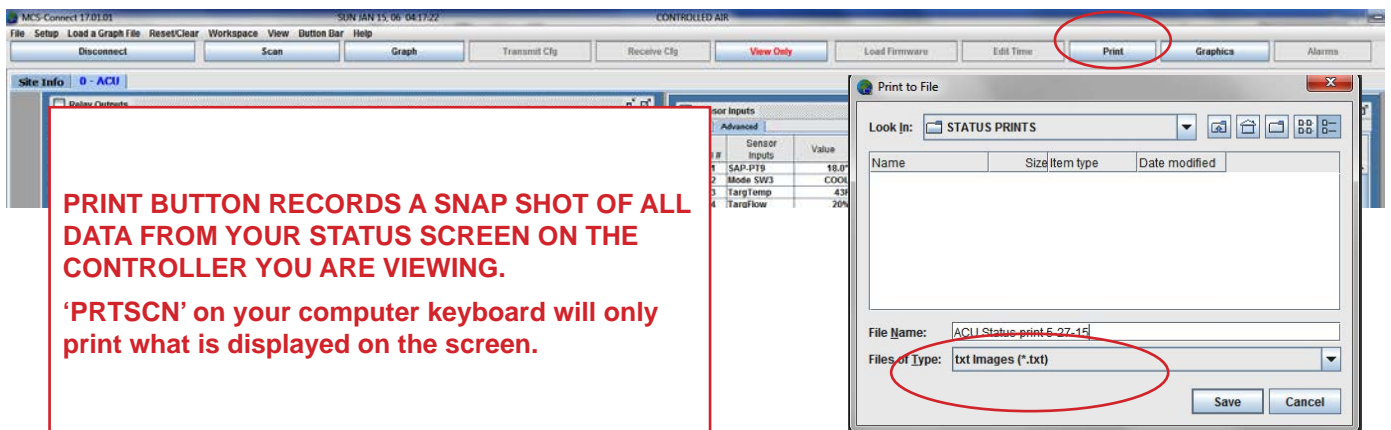 MCS-Connect 17.01.01 SUN JAN 15, 06 04:17:22 CONTROLLED AIR
File Setup Load a Graph File Reset/Clear Workspace View Button Bar Help
Disconnect Scan Graph Transmit Cfg Receive Cfg View Only Load Firmware Edit Time Print Graphics Alarms
Site Info 0 - ACU
Relay Outputs
Inputs
Advanced
Sensor
Inputs Value
1 SAP-PT9 18.0"
2 Mode SW3 COOL
3 TargTemp 43F
4 TargFlow 20%
PRINT BUTTON RECORDS A SNAP SHOT OF ALL
DATA FROM YOUR STATUS SCREEN ON THE
CONTROLLER YOU ARE VIEWING.
‘PRTSCN’ on your computer keyboard will only
print what is displayed on the screen.
Print to File
Look In: STATUS PRINTS
Name Size Item type Date modified
File Name: ACU Status print 5-27-15
Files of Type: txt Images (*.txt)
Save Cancel